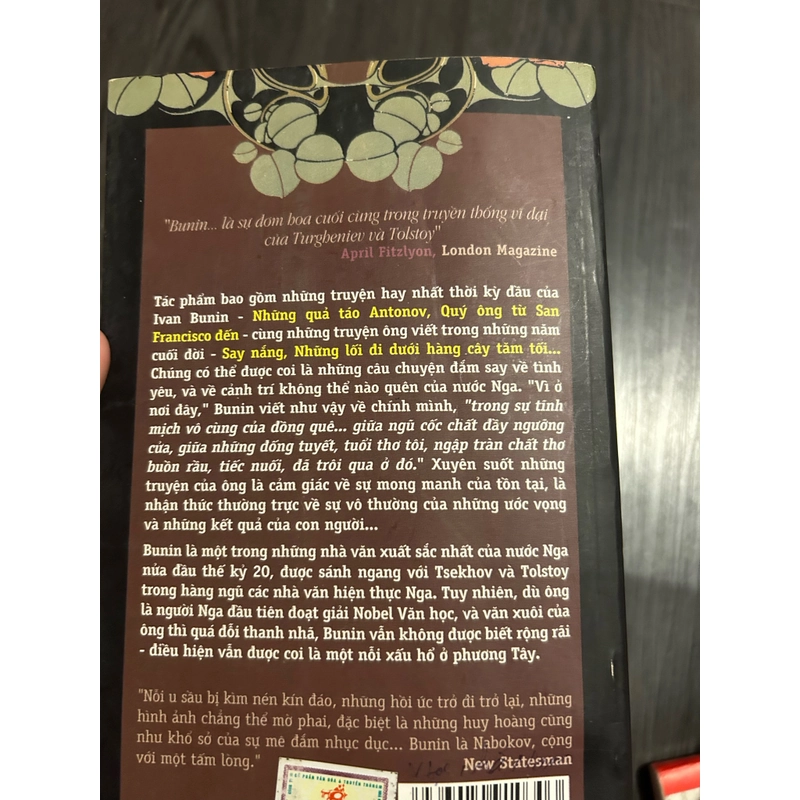 "Bunin... là sự đơm hoa cuối cùng trong truyền thống vĩ đại
của Turgheniev và Tolstoy"
April Fitzlyon, London Magazine
Tác phẩm bao gồm những truyện hay nhất thời kỳ đầu của
Ivan Bunin - Những quả táo Antonov, Quý ông từ San
Francisco đến - cùng những truyện ông viết trong những năm
cuối đời - Say nắng, Những lối đi dưới hàng cây tăm tối...
Chúng có thể được coi là những câu chuyện đắm say về tình
yêu, và về cảnh trí không thể nào quên của nước Nga. "Vì ở
nơi đây," Bunin viết như vậy về chính mình, "trong sự tĩnh
mịch vô cùng của đồng quê... giữa ngũ cốc chất đầy ngưỡng
cửa, giữa những đống tuyết, tuổi thơ tôi, ngập tràn chất thơ
buồn rầu, tiếc nuối, đã trôi qua ở đó." Xuyên suốt những
truyện của ông là cảm giác về sự mong manh của tồn tại, là
nhận thức thường trực về sự vô thường của những ước vọng
và những kết quả của con người...
Bunin là một trong những nhà văn xuất sắc nhất của nước Nga
nửa đầu thế kỷ 20, được sánh ngang với Tsekhov và Tolstoy
trong hàng ngũ các nhà văn hiện thực Nga. Tuy nhiên, dù ông
là người Nga đầu tiên đoạt giải Nobel Văn học, và văn xuôi của
ông thì quá đỗi thanh nhã, Bunin vẫn không được biết rộng rãi
- điều hiện vẫn được coi là một nỗi xấu hổ ở phương Tây.
"Nỗi u sầu bị kìm nén kín đáo, những hồi ức trở đi trở lại, những
hình ảnh chẳng thể mờ phai, đặc biệt là những huy hoàng cũng
như khổ sở của sự mê đắm nhục dục... Bunin là Nabokov, cộng
với một tấm lòng."
New Statesman
PHẦN VĂN HÓA & TRUYỀN THÔNG